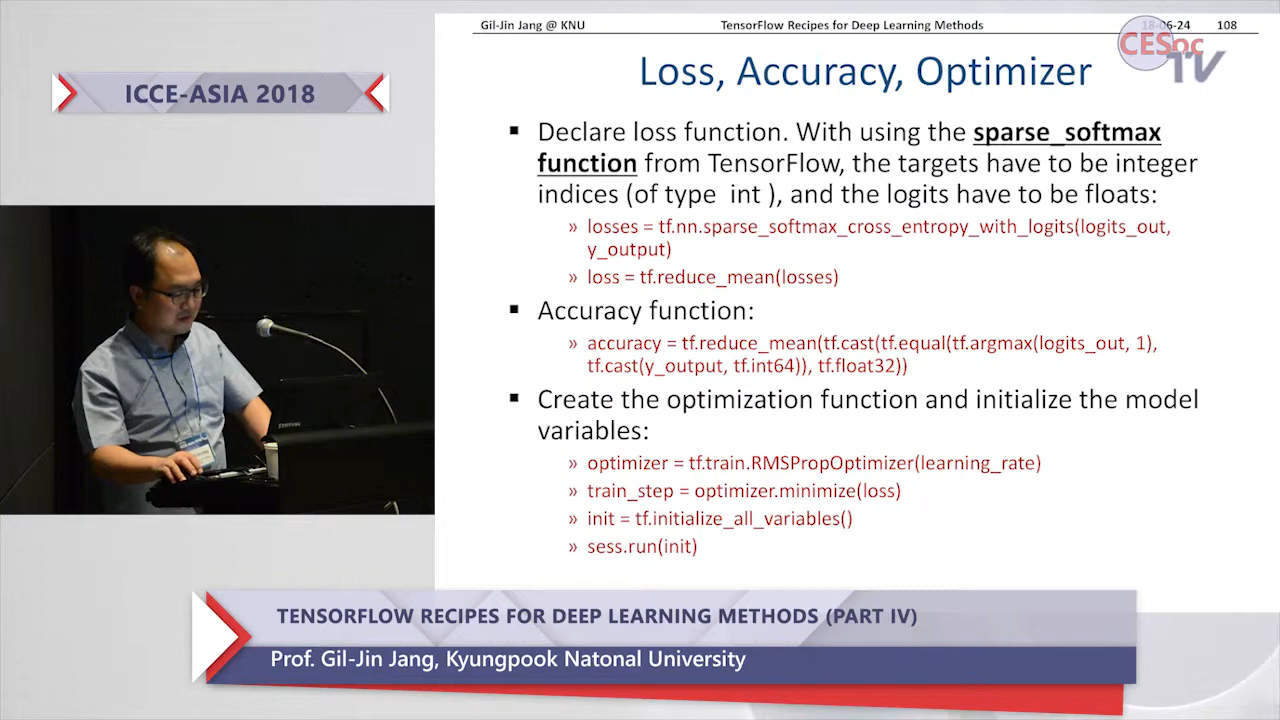 Gil-Jin Jang @ KNU
TensorFlow Recipes for Deep Learning Methods
18-06-24
108
CESoc
TV
ICCE-ASIA 2018
Loss, Accuracy, Optimizer
▪ Declare loss function. With using the sparse_softmax
function from TensorFlow, the targets have to be integer
indices (of type int ), and the logits have to be floats:
» losses = tf.nn.sparse_softmax_cross_entropy_with_logits(logits_out,
y_output)
» loss = tf.reduce_mean(losses)
▪ Accuracy function:
» accuracy = tf.reduce_mean(tf.cast(tf.equal(tf.argmax(logits_out, 1),
tf.cast(y_output, tf.int64)), tf.float32))
▪ Create the optimization function and initialize the model
variables:
» optimizer = tf.train.RMSPropOptimizer(learning_rate)
» train_step = optimizer.minimize(loss)
» init = tf.initialize_all_variables()
» sess.run(init)
SAMSUNG
TENSORFLOW RECIPES FOR DEEP LEARNING METHODS (PART IV)
Prof. Gil-Jin Jang, Kyungpook Natonal University